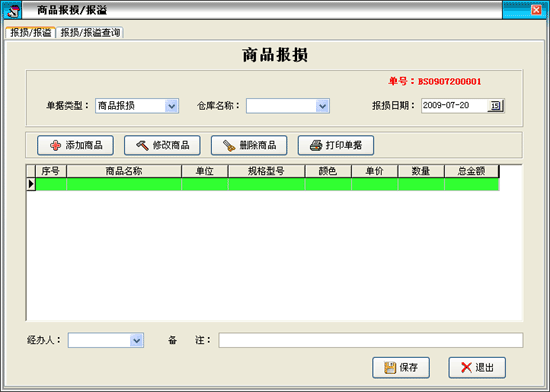 商品报损/报溢
报损/报溢 报损/报溢查询
商品报损
单号：BS0907200001
单据类型： 商品报损 仓库名称： 报损日期： 2009-07-20 15
添加商品 修改商品 删除商品 打印单据
序号 商品名称 单位 规格型号 颜色 单价 数量 总金额
经办人： 备 注：
保存 退出